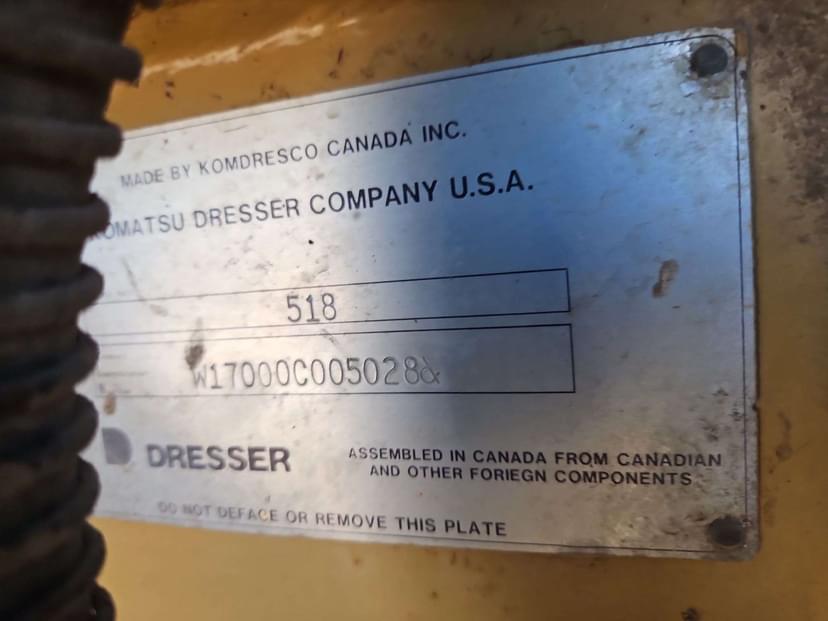 MADE BY KOMDRESCO CANADA INC.
KOMATSU DRESSER COMPANY U.S.A.
518
W17000C005028&
DRESSER
ASSEMBLED IN CANADA FROM CANADIAN
AND OTHER FORIEGN COMPONENTS
DO NOT DEFACE OR REMOVE THIS PLATE